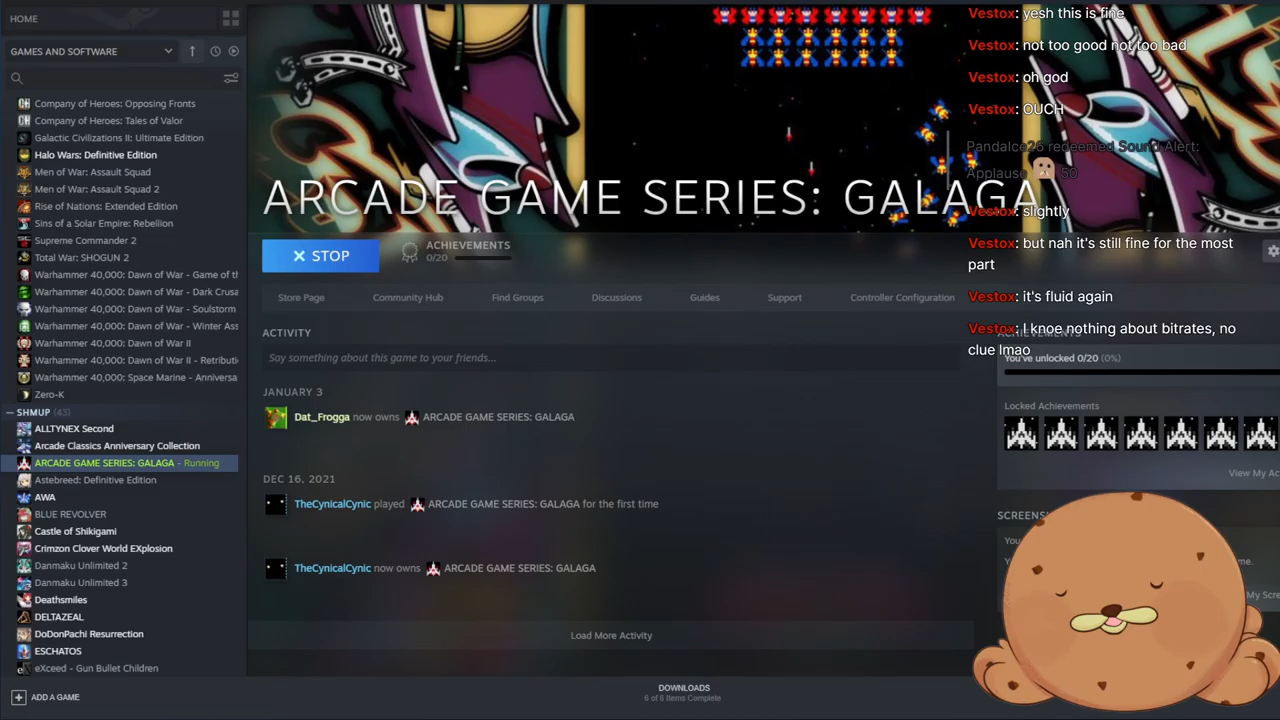 HOME
GAMES AND SOFTWARE
Company of Heroes: Opposing Fronts
Company of Heroes: Tales of Valor
Galactic Civilizations II: Ultimate Edition
Halo Wars: Definitive Edition
Men of War: Assault Squad
Men of War: Assault Squad 2
Rise of Nations: Extended Edition
Sins of a Solar Empire: Rebellion
Supreme Commander 2
Total War: SHOGUN 2
Warhammer 40,000: Dawn of War - Game of th
Warhammer 40,000: Dawn of War - Dark Crusa
Warhammer 40,000: Dawn of War - Soulstorm
Warhammer 40,000: Dawn of War - Winter Ass
Warhammer 40,000: Dawn of War II
Warhammer 40,000: Dawn of War II - Retributi
Warhammer 40,000: Space Marine - Anniversa
Zero-K
SHMUP (43)
ALLTYNEX Second
Arcade Classics Anniversary Collection
ARCADE GAME SERIES: GALAGA - Running
Astebreed: Definitive Edition
AWA
BLUE REVOLVER
Castle of Shikigami
Crimzon Clover World EXplosion
Danmaku Unlimited 2
Danmaku Unlimited 3
Deathsmiles
DELTAZEAL
DoDonPachi Resurrection
ESCHATOS
eXceed - Gun Bullet Children
ADD A GAME
ARCADE GAME SERIES: GALAGA
STOP
ACHIEVEMENTS
0/20
Store Page
Community Hub
Find Groups
Discussions
Guides
Support
Controller Configuration
ACTIVITY
Say something about this game to your friends...
JANUARY 3
Dat_Frogga now owns ARCADE GAME SERIES: GALAGA
DEC 16, 2021
TheCynicalCynic played ARCADE GAME SERIES: GALAGA for the first time
TheCynicalCynic now owns ARCADE GAME SERIES: GALAGA
Load More Activity
DOWNLOADS
6 of 6 Items Complete
Vestox: yesh this is fine
Vestox: not too good not too bad
Vestox: oh god
Vestox: OUCH
Pandalce26 redeemed Sound Alert:
Applause 50
Vestox: slightly
Vestox: but nah it's still fine for the most
part
Vestox: it's fluid again
Vestox: I knoe nothing about bitrates, no
clue lmao
ACHIEVEMENTS
You've unlocked 0/20 (0%)
Locked Achievements
View My Ac
SCREENS
You
me.
My Scre